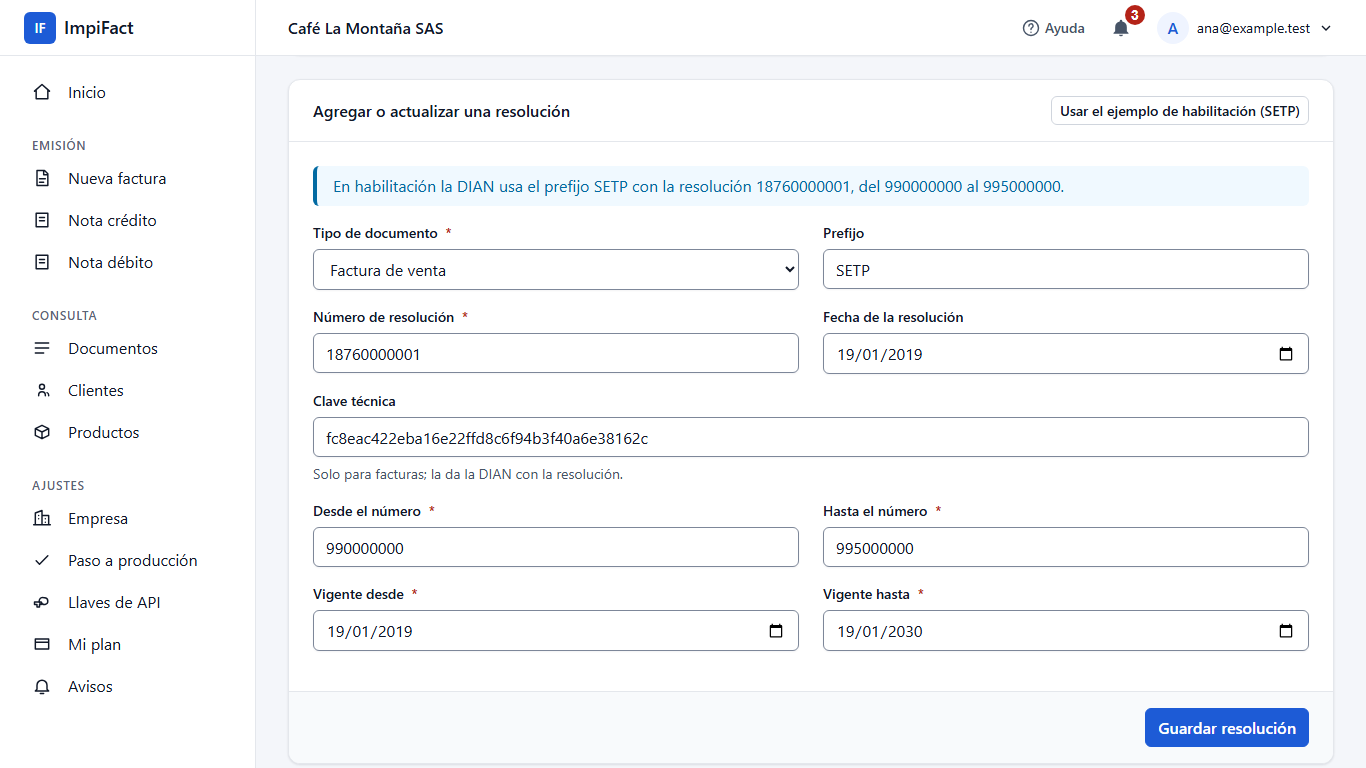 IF ImpiFact
Café La Montaña SAS
Ayuda
3
A ana@example.test
Inicio
EMISIÓN
Nueva factura
Nota crédito
Nota débito
CONSULTA
Documentos
Clientes
Productos
AJUSTES
Empresa
Paso a producción
Llaves de API
Mi plan
Avisos
Agregar o actualizar una resolución
Usar el ejemplo de habilitación (SETP)
En habilitación la DIAN usa el prefijo SETP con la resolución 18760000001, del 990000000 al 995000000.
Tipo de documento *
Factura de venta
Prefijo
SETP
Número de resolución *
18760000001
Fecha de la resolución
19/01/2019
Clave técnica
fc8eac422eba16e22ffd8c6f94b3f40a6e38162c
Solo para facturas; la da la DIAN con la resolución.
Desde el número *
990000000
Hasta el número *
995000000
Vigente desde *
19/01/2019
Vigente hasta *
19/01/2030
Guardar resolución